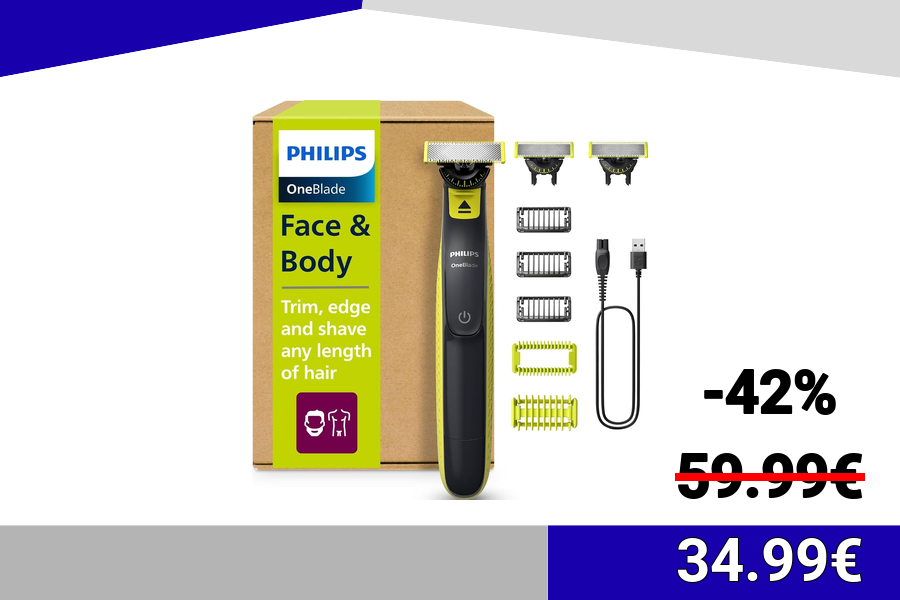 PHILIPS
OneBlade
Face &
Body
Trim, edge
and shave
any length
of hair
PHILIPS
OneBlade
-42%
59.99€
34.99€